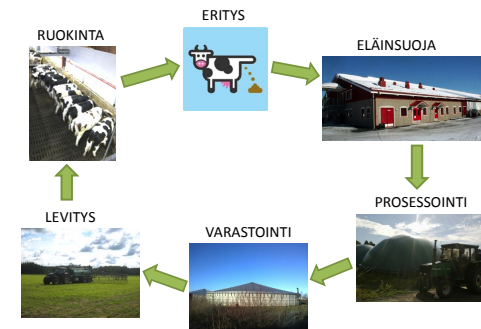 ERITYS
RUOKINTA
ELÄINSUOJA
PROSESSOINTI
VARASTOINTI
LEVITYS